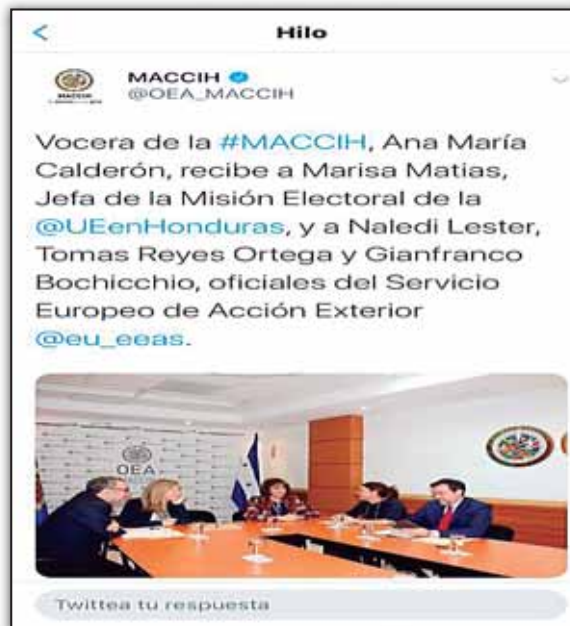 Hilo
MACCIH
@OEA_MACCIH
MACCIH
Vocera de la #MACCIH, Ana María
Calderón, recibe a Marisa Matias,
Jefa de la Misión Electoral de la
@UEenHonduras, y a Naledi Lester,
Tomas Reyes Ortega y Gianfranco
Bochicchio, oficiales del Servicio
Europeo de Acción Exterior
@eu_eeas.
OEA
Twittea tu respuesta